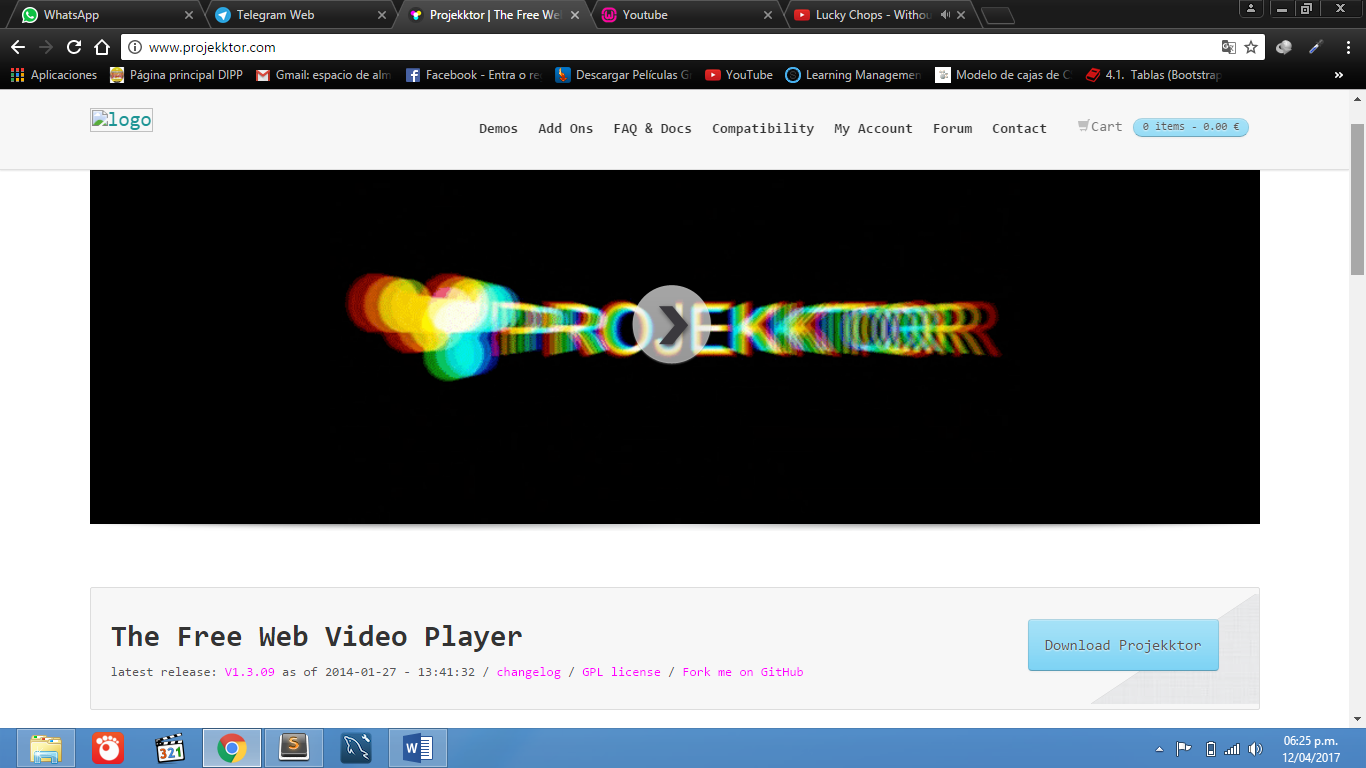 WhatsApp
Telegram Web
Projekktor | The Free We
Youtube
Lucky Chops - Withou
www.projekktor.com
Aplicaciones
Página principal DIPP
Gmail: espacio de alm
Facebook - Entra o re
Descargar Películas G
YouTube
Learning Managemen
Modelo de cajas de C
4.1. Tablas (Bootstrap
»
logo
Demos
Add Ons
FAQ & Docs
Compatibility
My Account
Forum
Contact
Cart
0 items - 0.00 €
PROJEKKTOR
The Free Web Video Player
latest release: V1.3.09 as of 2014-01-27 - 13:41:32 / changelog / GPL license / Fork me on GitHub
Download Projekktor
321
S
W
06:25 p.m.
12/04/2017